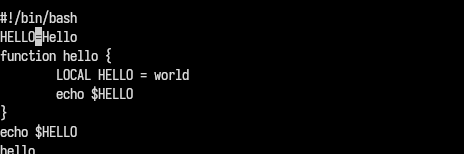 #!/bin/bash
HELLO=Hello
function hello {
        LOCAL HELLO = world
        echo $HELLO
}
echo $HELLO
hello